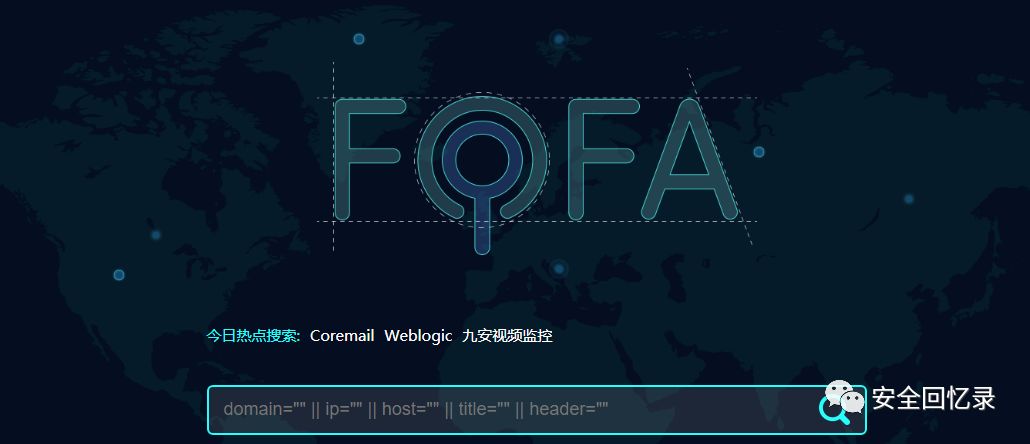 FOFA
今日热点搜索: Coremail Weblogic 九安视频监控
domain="" || ip="" || host="" || title="" || header=""
安全回忆录